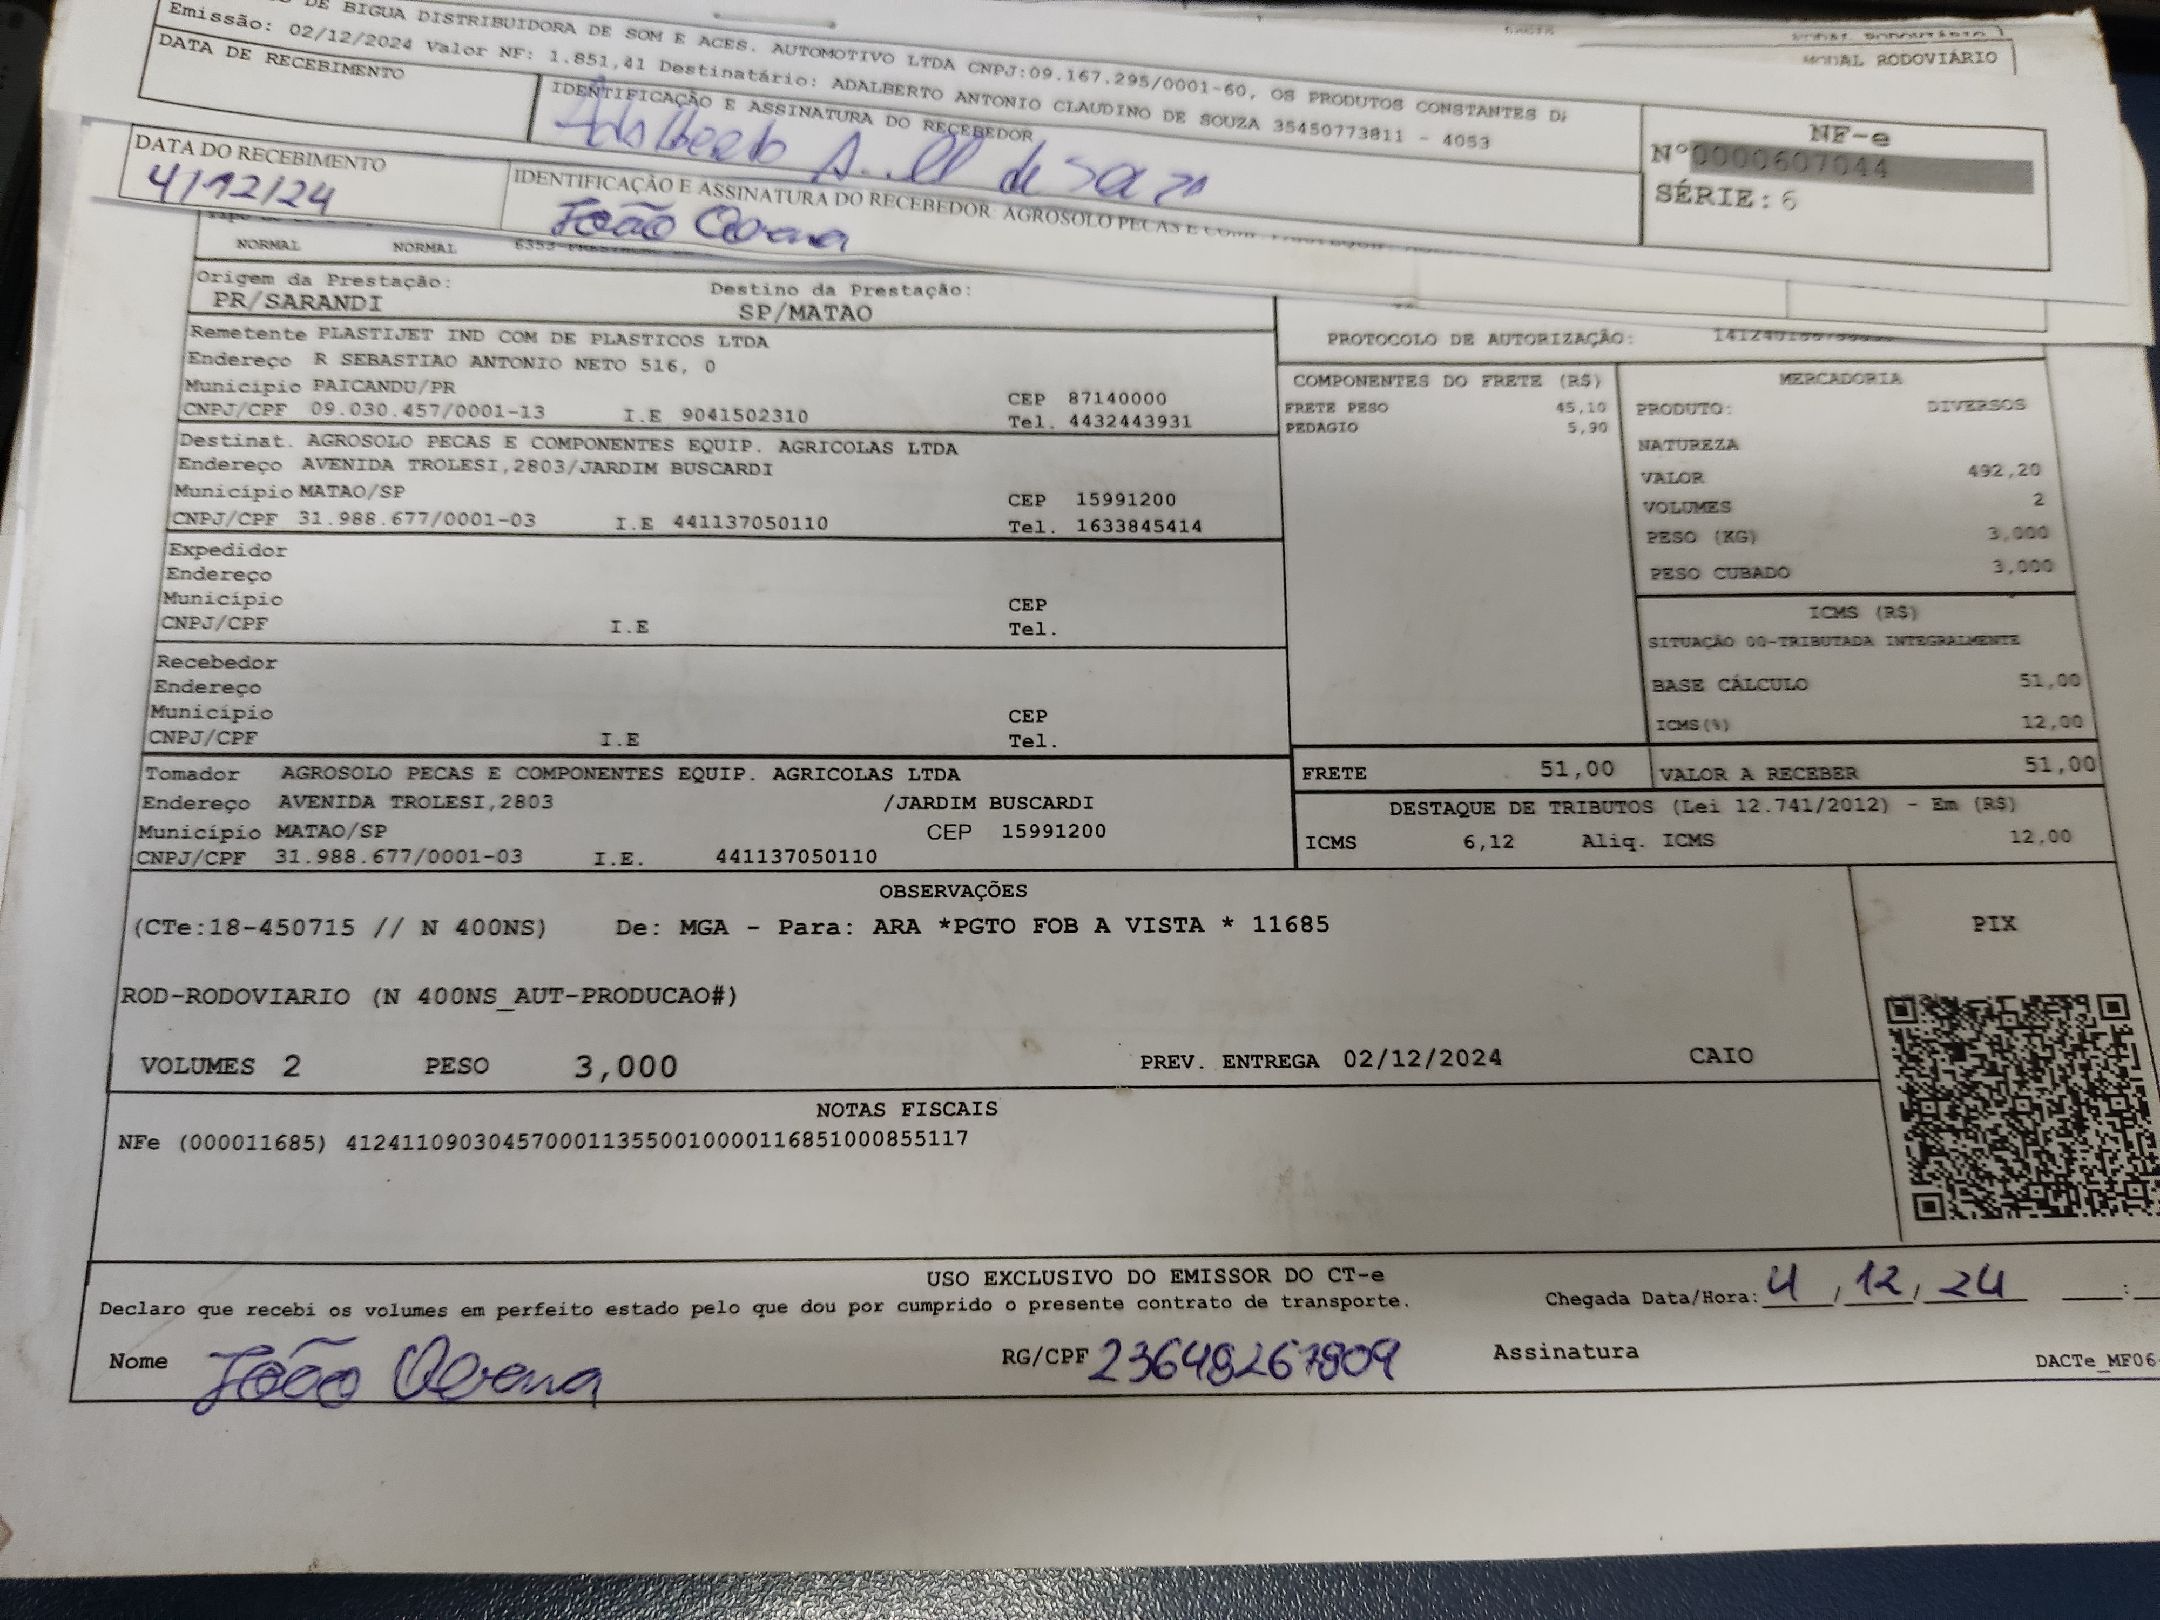 DE BIGUA DISTRIBUIDORA DE SOM E ACES. AUTOMOTIVO LTDA CNPJ:09.167.295/0001-60, OS PRODUTOS CONSTANTES
Emissão: 02/12/2024 Valor NF: 1.851,41 Destinatário: ADALBERTO ANTONIO CLAUDINO DE SOUZA 35450773811 - 4053
MODAL RODOVIÁRIO
DATA DE RECEBIMENTO
IDENTIFICAÇÃO E ASSINATURA DO RECEBEDOR
Adalberto A. de Souza
NF-e
Nº0000607044
SÉRIE: 6
DATA DO RECEBIMENTO
4/12/24
IDENTIFICAÇÃO E ASSINATURA DO RECEBEDOR: AGROSOLO PECAS E
João
NORMAL NORMAL
Origem da Prestação: Destino da Prestação:
PR/SARANDI SP/MATAO
Remetente PLASTIJET IND COM DE PLASTICOS LTDA
Endereço R SEBASTIAO ANTONIO NETO 516, 0
Município PAICANDU/PR CEP 87140000
CNPJ/CPF 09.030.457/0001-13 I.E 9041502310 Tel. 4432443931
Destinat. AGROSOLO PECAS E COMPONENTES EQUIP. AGRICOLAS LTDA
Endereço AVENIDA TROLESI,2803/JARDIM BUSCARDI
Município MATAO/SP CEP 15991200
CNPJ/CPF 31.988.677/0001-03 I.E 441137050110 Tel. 1633845414
Expedidor
Endereço
Município CEP
CNPJ/CPF I.E Tel.
Recebedor
Endereço
Município CEP
CNPJ/CPF I.E Tel.
Tomador AGROSOLO PECAS E COMPONENTES EQUIP. AGRICOLAS LTDA
Endereço AVENIDA TROLESI,2803 /JARDIM BUSCARDI
Município MATAO/SP CEP 15991200
CNPJ/CPF 31.988.677/0001-03 I.E. 441137050110
PROTOCOLO DE AUTORIZAÇÃO:
COMPONENTES DO FRETE (R$)
FRETE PESO 45,10
PEDAGIO 5,90
MERCADORIA
PRODUTO: DIVERSOS
NATUREZA
VALOR 492,20
VOLUMES 2
PESO (KG) 3,000
PESO CUBADO 3,000
ICMS (R$)
SITUAÇÃO 00-TRIBUTADA INTEGRALMENTE
BASE CÁLCULO 51,00
ICMS(%) 12,00
FRETE 51,00 VALOR A RECEBER 51,00
DESTAQUE DE TRIBUTOS (Lei 12.741/2012) - Em (R$)
ICMS 6,12 Aliq. ICMS 12,00
OBSERVAÇÕES
(CTe:18-450715 // N 400NS) De: MGA - Para: ARA *PGTO FOB A VISTA * 11685
PIX
ROD-RODOVIARIO (N 400NS_AUT-PRODUCAO#)
VOLUMES 2 PESO 3,000 PREV. ENTREGA 02/12/2024 CAIO
NOTAS FISCAIS
NFe (000011685) 41241109030457000113550010000116851000855117
USO EXCLUSIVO DO EMISSOR DO CT-e
Declaro que recebi os volumes em perfeito estado pelo que dou por cumprido o presente contrato de transporte.
Chegada Data/Hora: 4 / 12 / 24 :
Nome João RG/CPF 23648267809 Assinatura
DACTe_MF06